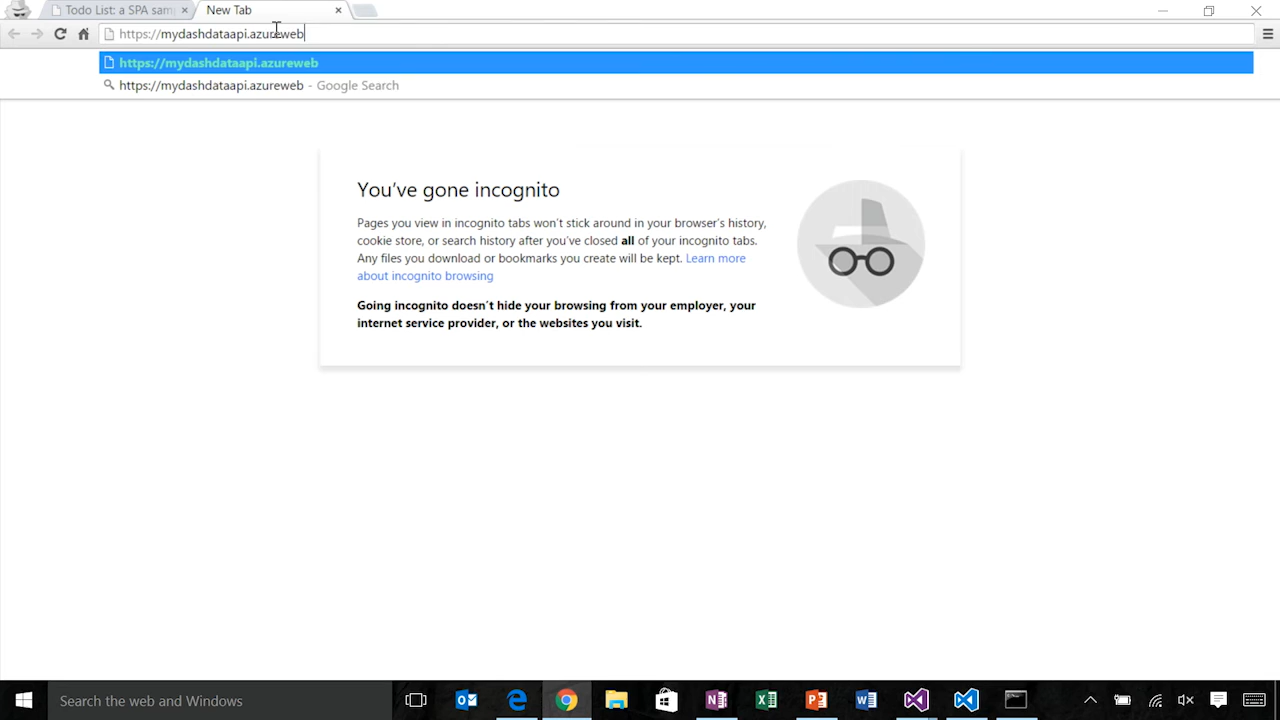 Todo List: a SPA sam
New Tab
https://mydashdataapi.azureweb
https://mydashdataapi.azureweb
https://mydashdataapi.azureweb - Google Search
You've gone incognito
Pages you view in incognito tabs won't stick around in your browser's history,
cookie store, or search history after you've closed all of your incognito tabs.
Any files you download or bookmarks you create will be kept. Learn more
about incognito browsing
Going incognito doesn't hide your browsing from your employer, your
internet service provider, or the websites you visit.
Search the web and Windows